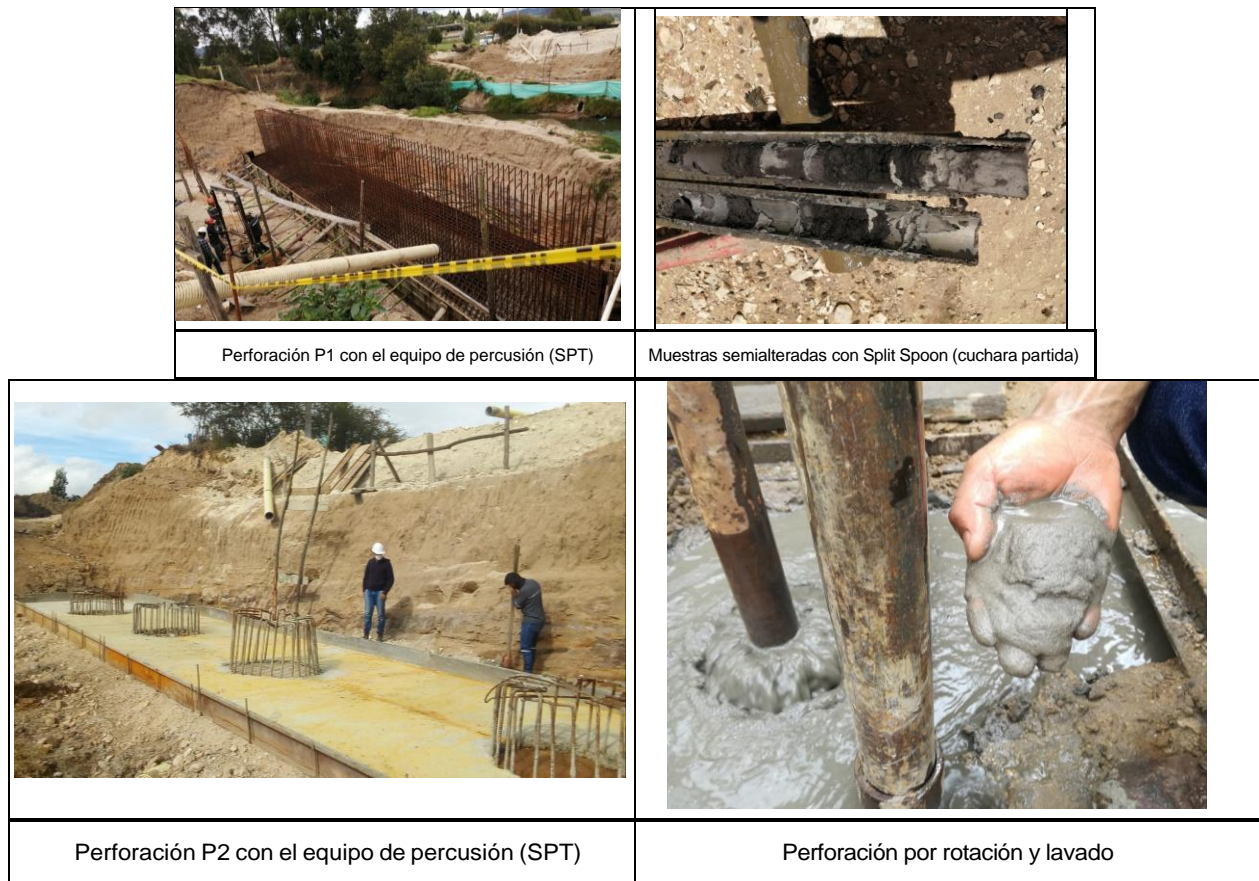 Perforación P1 con el equipo de percusión (SPT)
Muestras semialteradas con Split Spoon (cuchara partida)
Perforación P2 con el equipo de percusión (SPT)
Perforación por rotación y lavado